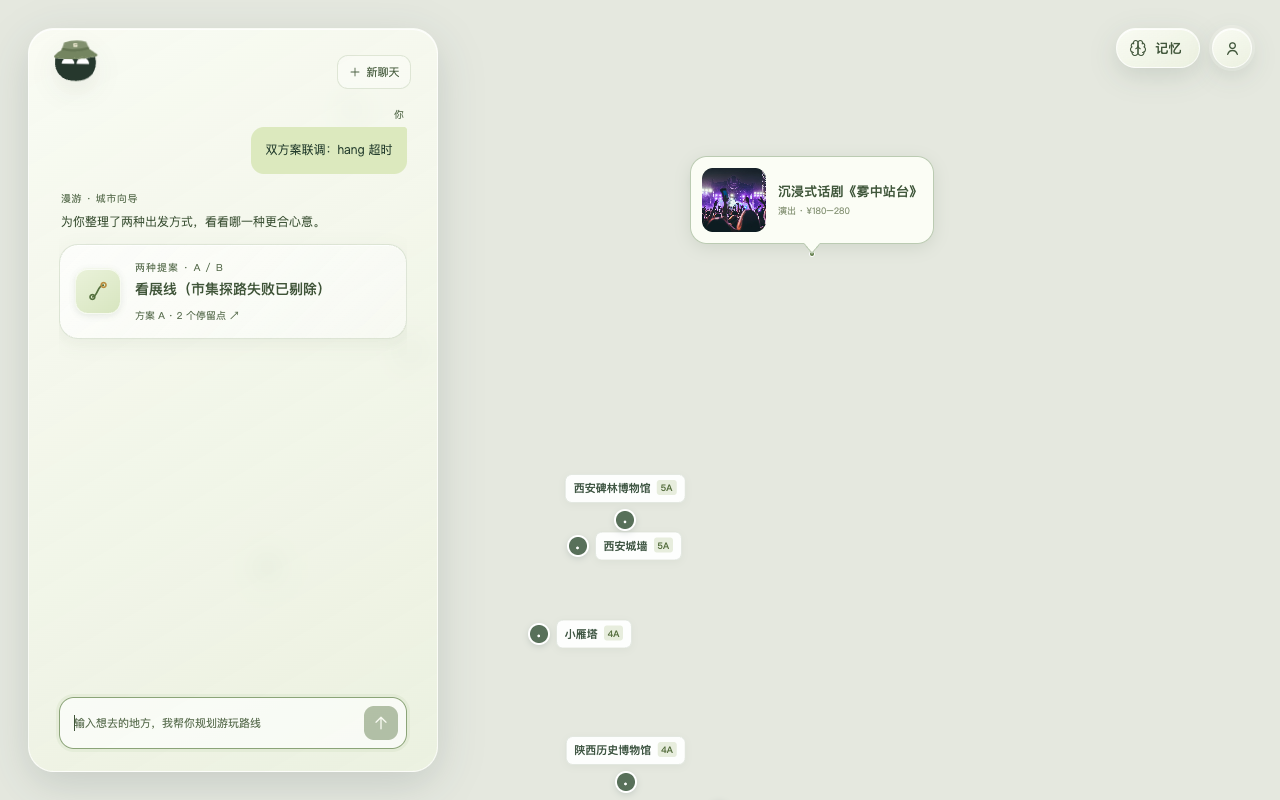 新聊天
你
双方案联调：hang 超时
漫游 · 城市向导
为你整理了两种出发方式，看看哪一种更合心意。
两种提案 · A / B
看展线（市集探路失败已剔除）
方案 A · 2 个停留点 ↗
输入想去的地方，我帮你规划游玩路线
记忆
沉浸式话剧《雾中站台》
演出 · ¥180—280
西安碑林博物馆 5A
西安城墙 5A
小雁塔 4A
陕西历史博物馆 4A